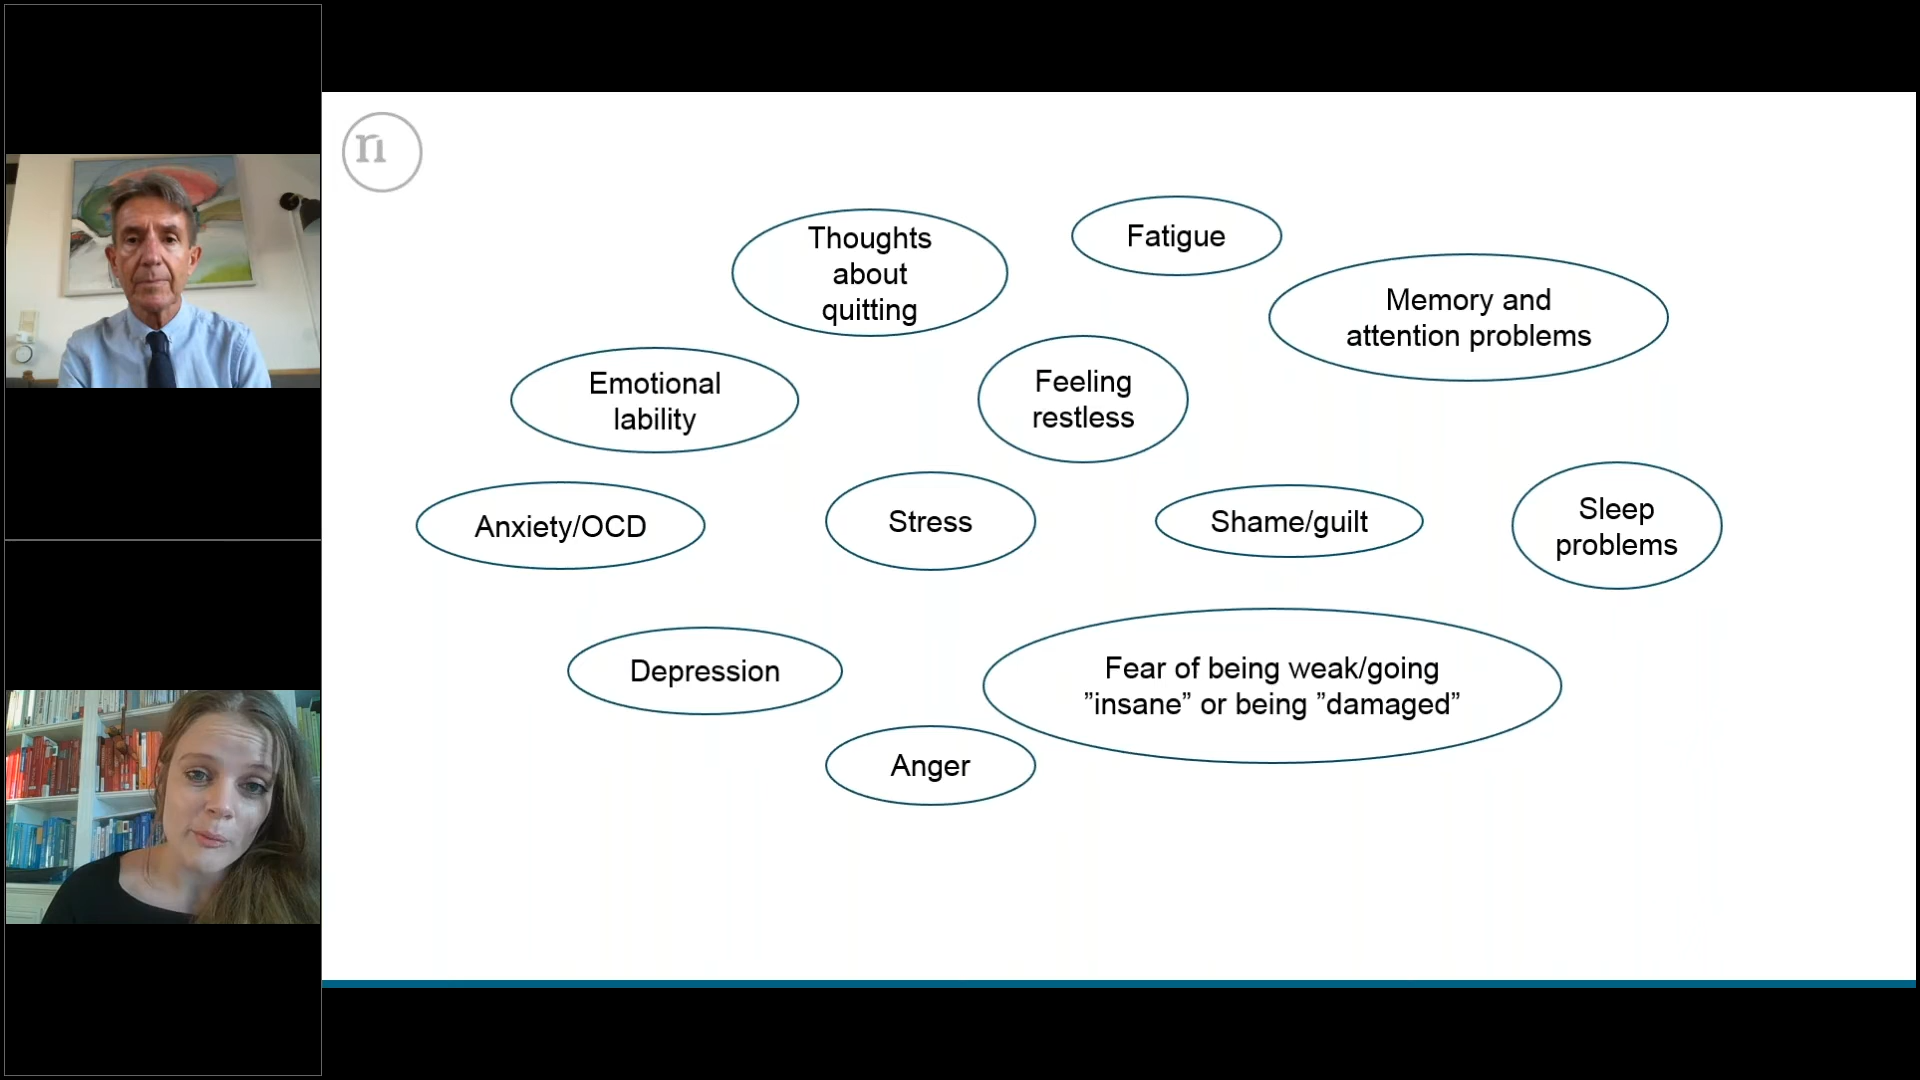 n
Thoughts
about
quitting
Fatigue
Memory and
attention problems
Emotional
lability
Feeling
restless
Anxiety/OCD
Stress
Shame/guilt
Sleep
problems
Depression
Fear of being weak/going
”insane” or being ”damaged”
Anger